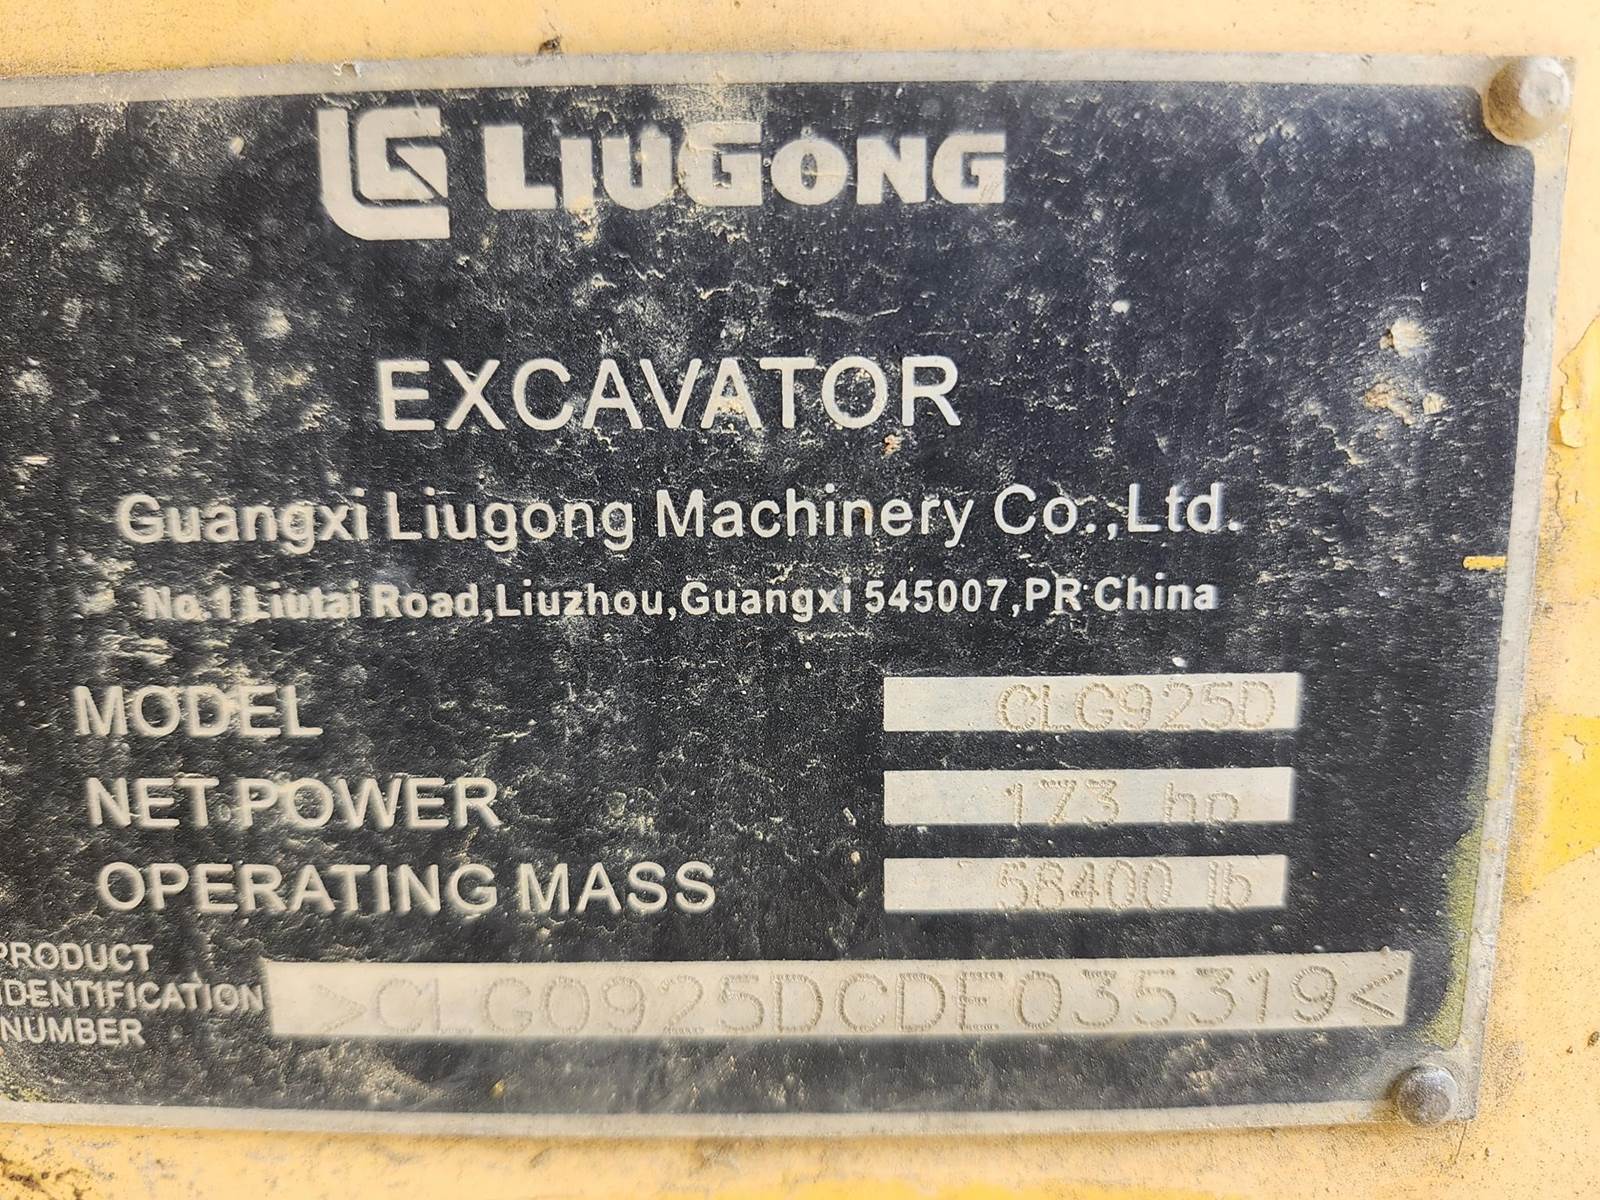 LG LIUGONG
EXCAVATOR
Guangxi Liugong Machinery Co.,Ltd.
No.1 Liutai Road,Liuzhou,Guangxi 545007,PR China
MODEL CLG925D
NET POWER 173 hp
OPERATING MASS 58400 lb
PRODUCT
IDENTIFICATION
NUMBER
>CLG0925DCDE035319<